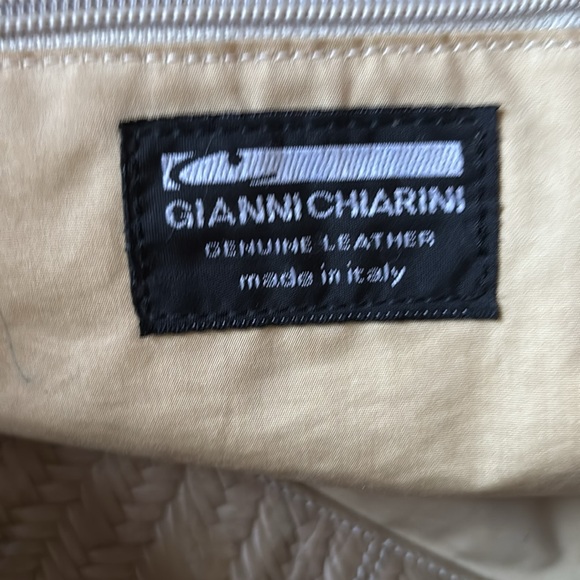 GIANNI CHIARINI
GENUINE LEATHER
made in italy